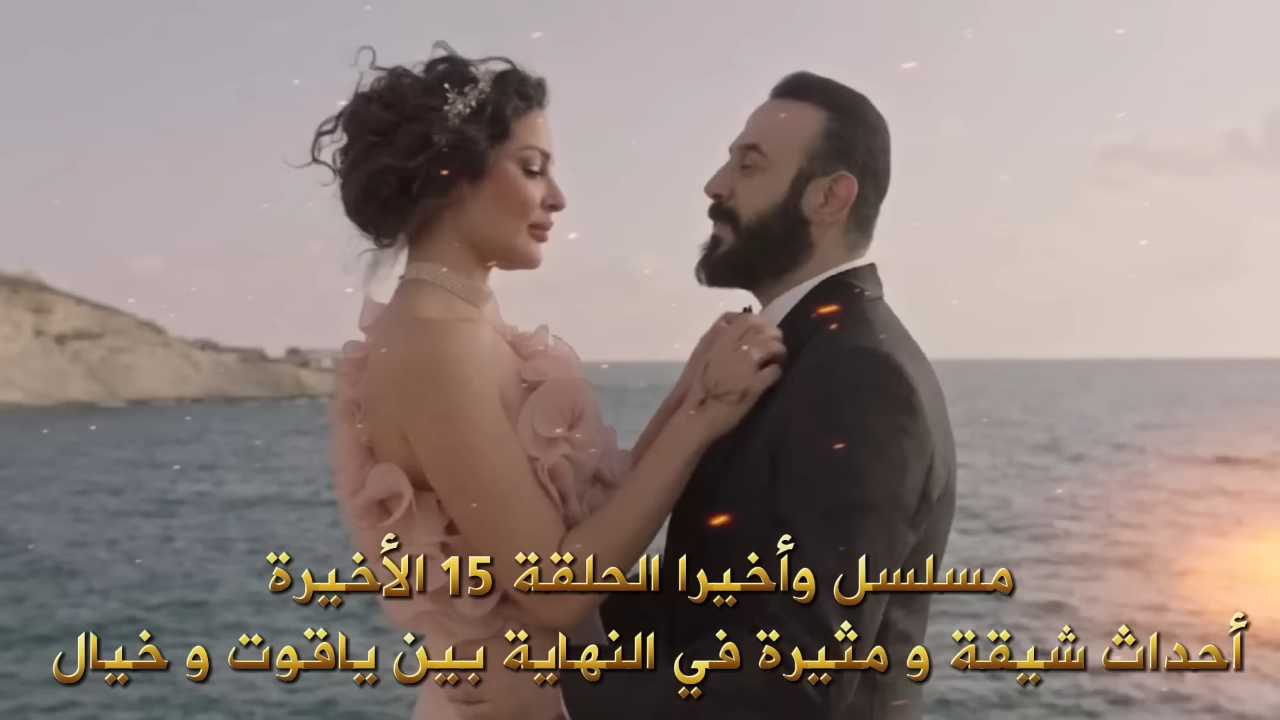 مسلسل وأخيرا الحلقة 15 الأخيرة
أحداث شيقة و مثيرة في النهاية بين ياقوت و خيال